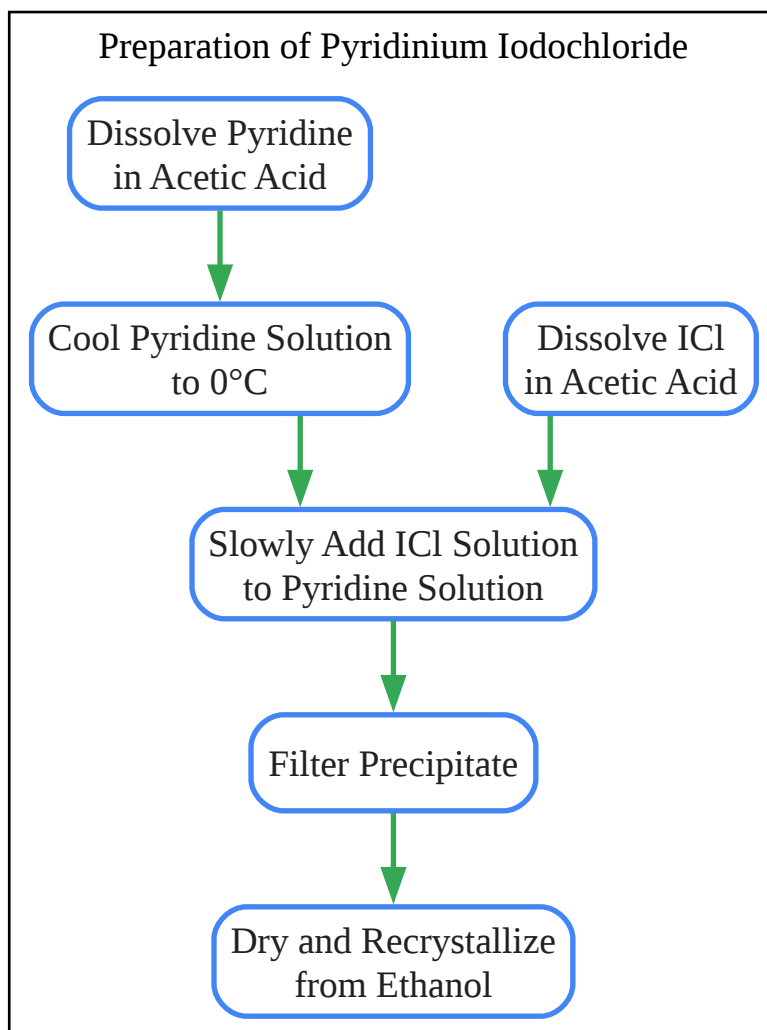 Preparation of Pyridinium Iodochloride
Dissolve Pyridine
in Acetic Acid
Cool Pyridine Solution
to 0°C
Dissolve ICl
in Acetic Acid
Slowly Add ICl Solution
to Pyridine Solution
Filter Precipitate
Dry and Recrystallize
from Ethanol